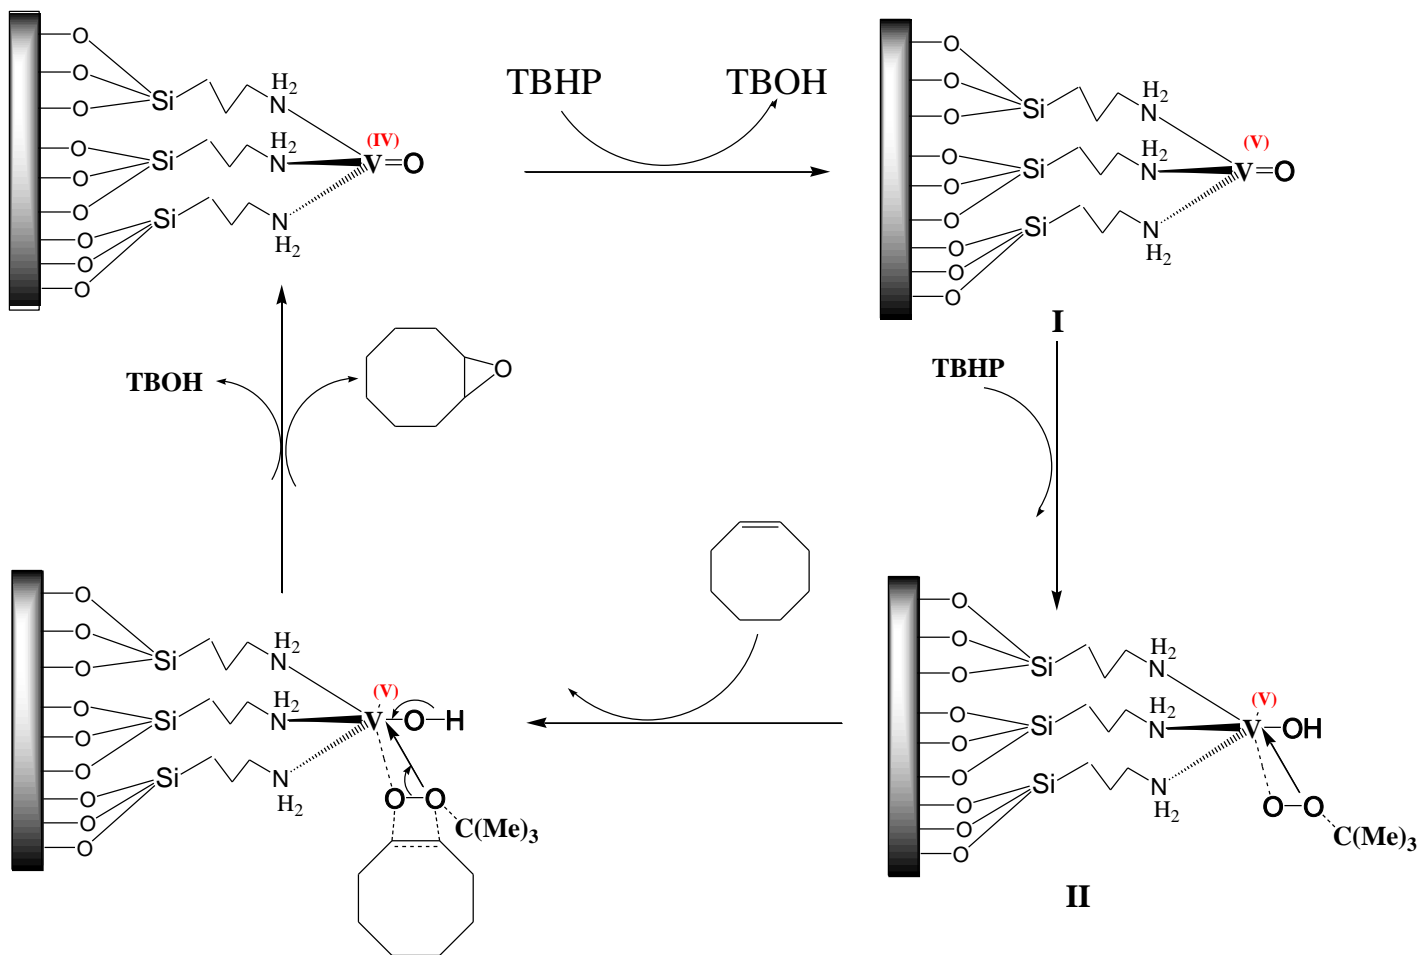 TBHP TBOH
O O O O O O O O O
Si Si Si
H2 N H2 N N H2
(IV)
V=O
O O O O O O O O O
Si Si Si
H2 N H2 N N H2
(V)
V=O
I
TBHP
TBOH
O
O O O O O O O O O
Si Si Si
H2 N H2 N N H2
(V)
V-O-H
O-O
C(Me)3
O O O O O O O O O
Si Si Si
H2 N H2 N N H2
(V)
V-OH
O-O
C(Me)3
II